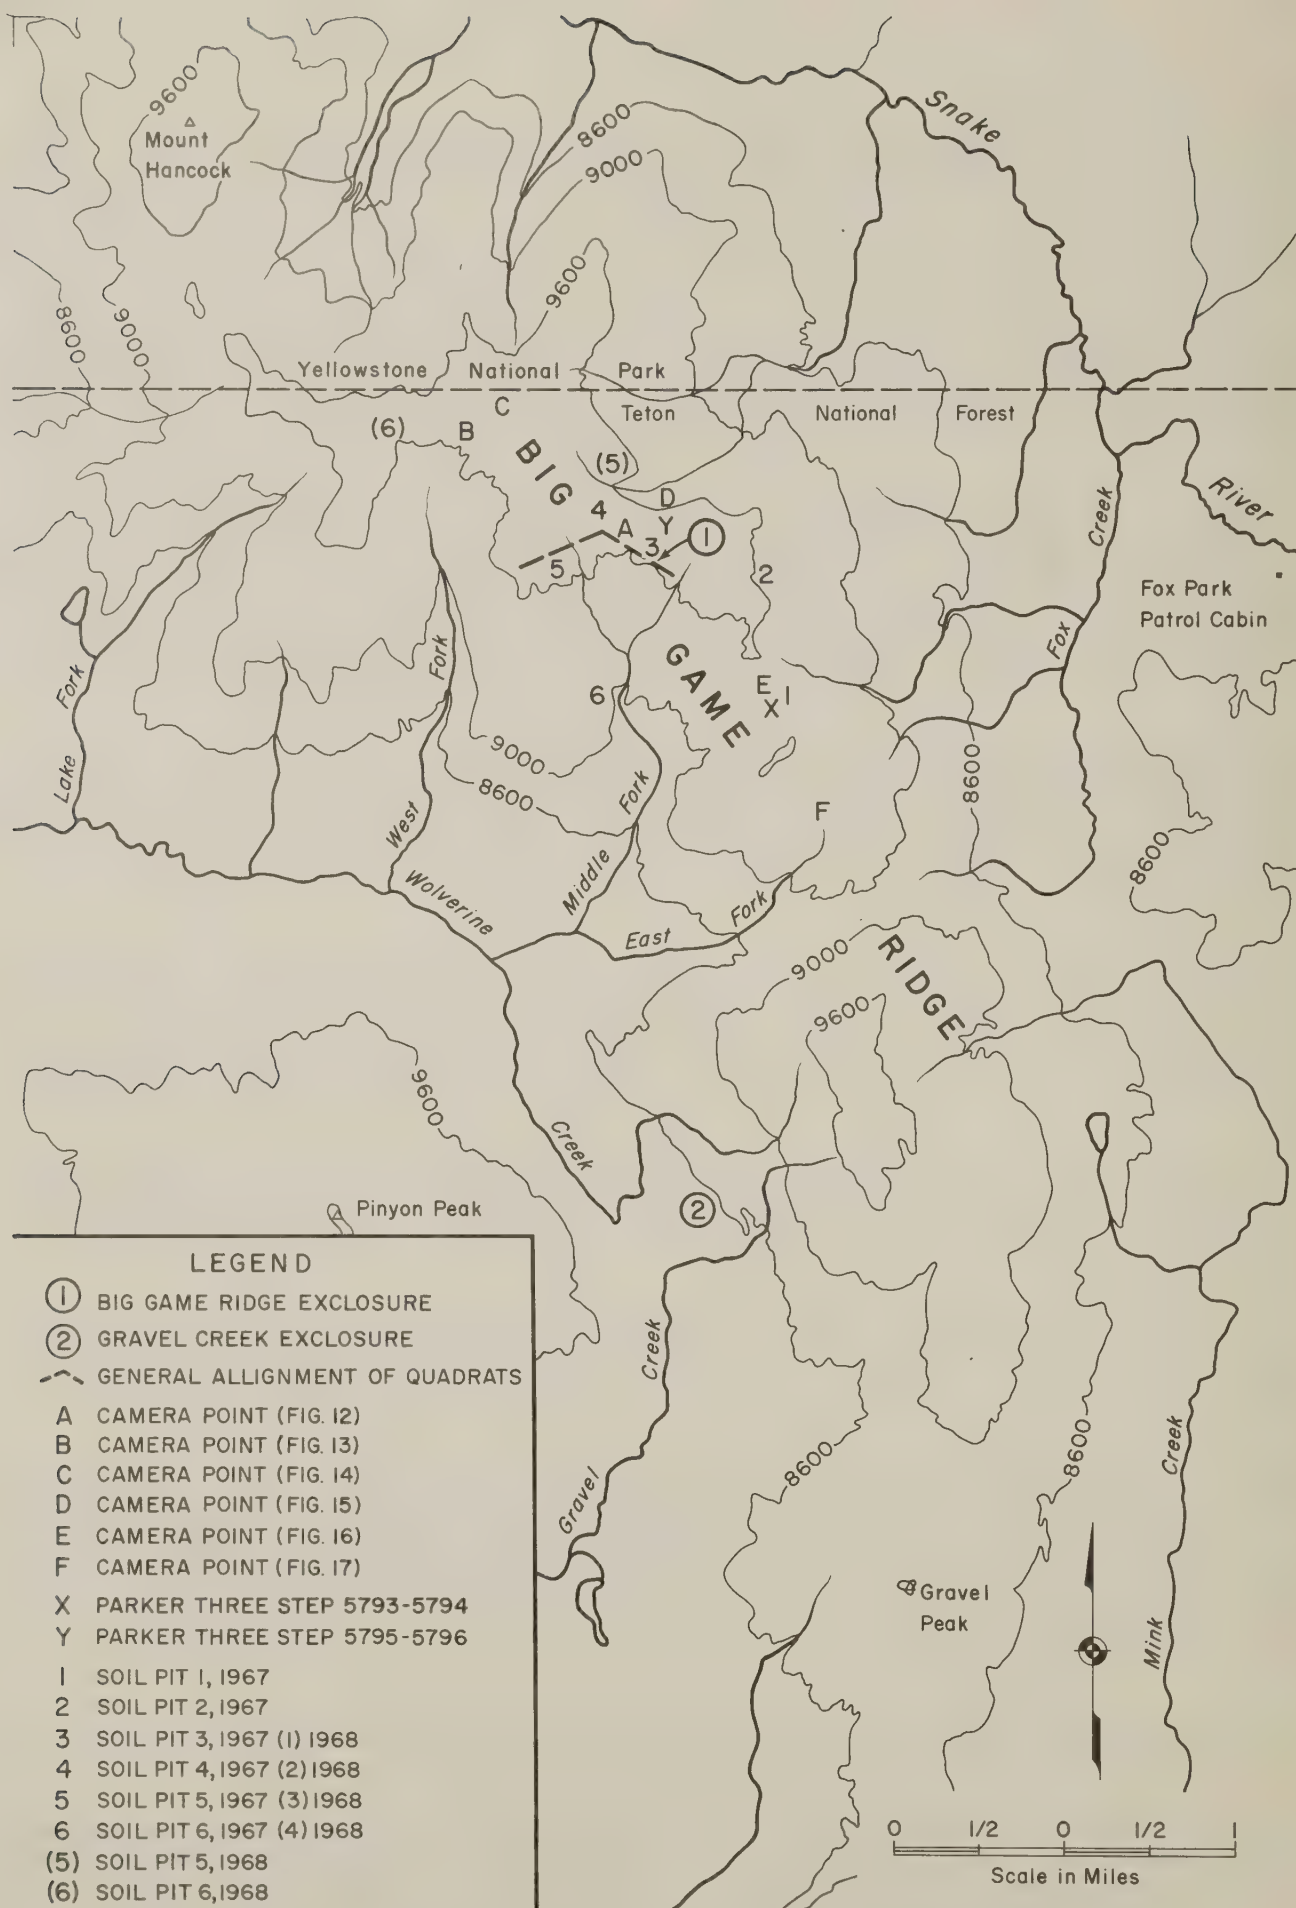 9600
Mount
Hancock
Snake
8600
9000
9600
8600
9000
Yellowstone National Park
Teton National Forest
C
(6)
B
BIG
(5)
D
4
A
Y
3
1
5
2
River
Creek
Fox Park
Patrol Cabin
Fox
Fork
Lake
Fork
West
GAME
E
X 1
6
9000
8600
Fork
Middle
F
8600
8600
Wolverine
Fork
East
9000
RIDGE
9600
9600
Creek
Pinyon Peak
2
Creek
Gravel
8600
8600
Creek
Mink
Gravel
Peak
LEGEND
1 BIG GAME RIDGE EXCLOSURE
2 GRAVEL CREEK EXCLOSURE
GENERAL ALLIGNMENT OF QUADRATS
A CAMERA POINT (FIG. 12)
B CAMERA POINT (FIG. 13)
C CAMERA POINT (FIG. 14)
D CAMERA POINT (FIG. 15)
E CAMERA POINT (FIG. 16)
F CAMERA POINT (FIG. 17)
X PARKER THREE STEP 5793-5794
Y PARKER THREE STEP 5795-5796
1 SOIL PIT 1, 1967
2 SOIL PIT 2, 1967
3 SOIL PIT 3, 1967 (1) 1968
4 SOIL PIT 4, 1967 (2) 1968
5 SOIL PIT 5, 1967 (3) 1968
6 SOIL PIT 6, 1967 (4) 1968
(5) SOIL PIT 5, 1968
(6) SOIL PIT 6, 1968
0 1/2 0 1/2 1
Scale in Miles